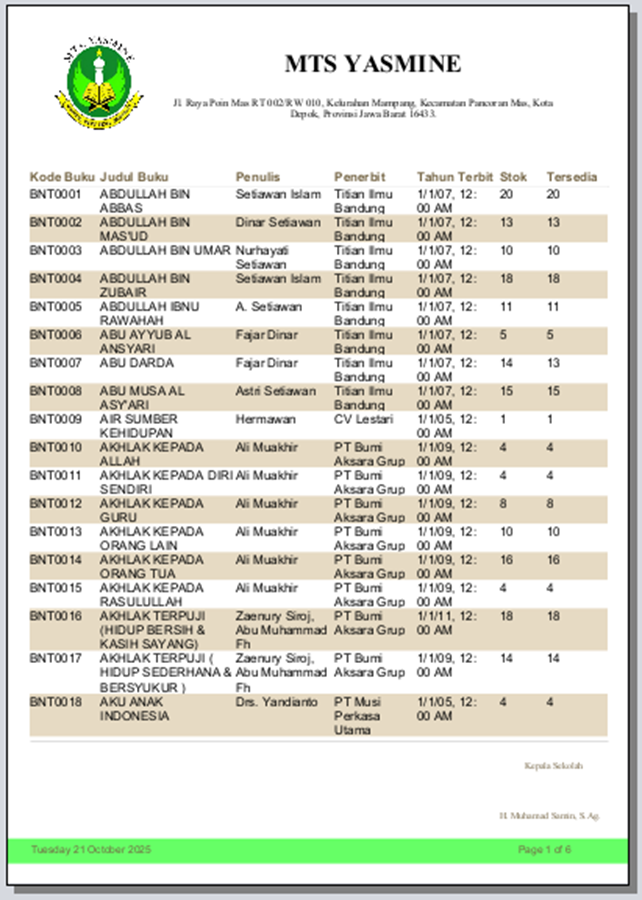 MTS. YASMINE
MTS YASMINE
Jl. Raya Poin Mas RT 002/RW 010, Kelurahan Mampang, Kecamatan Pancoran Mas, Kota
Depok, Provinsi Jawa Barat 16433.
Kode Buku Judul Buku Penulis Penerbit Tahun Terbit Stok Tersedia
BNT0001 ABDULLAH BIN Setiawan Islam Titian Ilmu 1/1/07, 12: 20 20
ABBAS Bandung 00 AM
BNT0002 ABDULLAH BIN Dinar Setiawan Titian Ilmu 1/1/07, 12: 13 13
MAS'UD Bandung 00 AM
BNT0003 ABDULLAH BIN UMAR Nurhayati Titian Ilmu 1/1/07, 12: 10 10
Setiawan Bandung 00 AM
BNT0004 ABDULLAH BIN Setiawan Islam Titian Ilmu 1/1/07, 12: 18 18
ZUBAIR Bandung 00 AM
BNT0005 ABDULLAH IBNU A. Setiawan Titian Ilmu 1/1/07, 12: 11 11
RAWAHAH Bandung 00 AM
BNT0006 ABU AYYUB AL Fajar Dinar Titian Ilmu 1/1/07, 12: 5 5
ANSYARI Bandung 00 AM
BNT0007 ABU DARDA Fajar Dinar Titian Ilmu 1/1/07, 12: 14 13
Bandung 00 AM
BNT0008 ABU MUSA AL Astri Setiawan Titian Ilmu 1/1/07, 12: 15 15
ASY'ARI Bandung 00 AM
BNT0009 AIR SUMBER Hermawan CV Lestari 1/1/05, 12: 1 1
KEHIDUPAN 00 AM
BNT0010 AKHLAK KEPADA Ali Muakhir PT Bumi 1/1/09, 12: 4 4
ALLAH Aksara Grup 00 AM
BNT0011 AKHLAK KEPADA DIRI Ali Muakhir PT Bumi 1/1/09, 12: 4 4
SENDIRI Aksara Grup 00 AM
BNT0012 AKHLAK KEPADA Ali Muakhir PT Bumi 1/1/09, 12: 8 8
GURU Aksara Grup 00 AM
BNT0013 AKHLAK KEPADA Ali Muakhir PT Bumi 1/1/09, 12: 10 10
ORANG LAIN Aksara Grup 00 AM
BNT0014 AKHLAK KEPADA Ali Muakhir PT Bumi 1/1/09, 12: 16 16
ORANG TUA Aksara Grup 00 AM
BNT0015 AKHLAK KEPADA Ali Muakhir PT Bumi 1/1/09, 12: 4 4
RASULULLAH Aksara Grup 00 AM
BNT0016 AKHLAK TERPUJI Zaenury Siroj, PT Bumi 1/1/11, 12: 18 18
(HIDUP BERSIH & Abu Muhammad Aksara Grup 00 AM
KASIH SAYANG) Fh
BNT0017 AKHLAK TERPUJI ( Zaenury Siroj, PT Bumi 1/1/09, 12: 14 14
HIDUP SEDERHANA & Abu Muhammad Aksara Grup 00 AM
BERSYUKUR ) Fh
BNT0018 AKU ANAK Drs. Yandianto PT Musi 1/1/05, 12: 4 4
INDONESIA Perkasa 00 AM
Utama
Kepala Sekolah
H. Muhamad S.Ag.
Tuesday 21 October 2025 Page 1 of 6